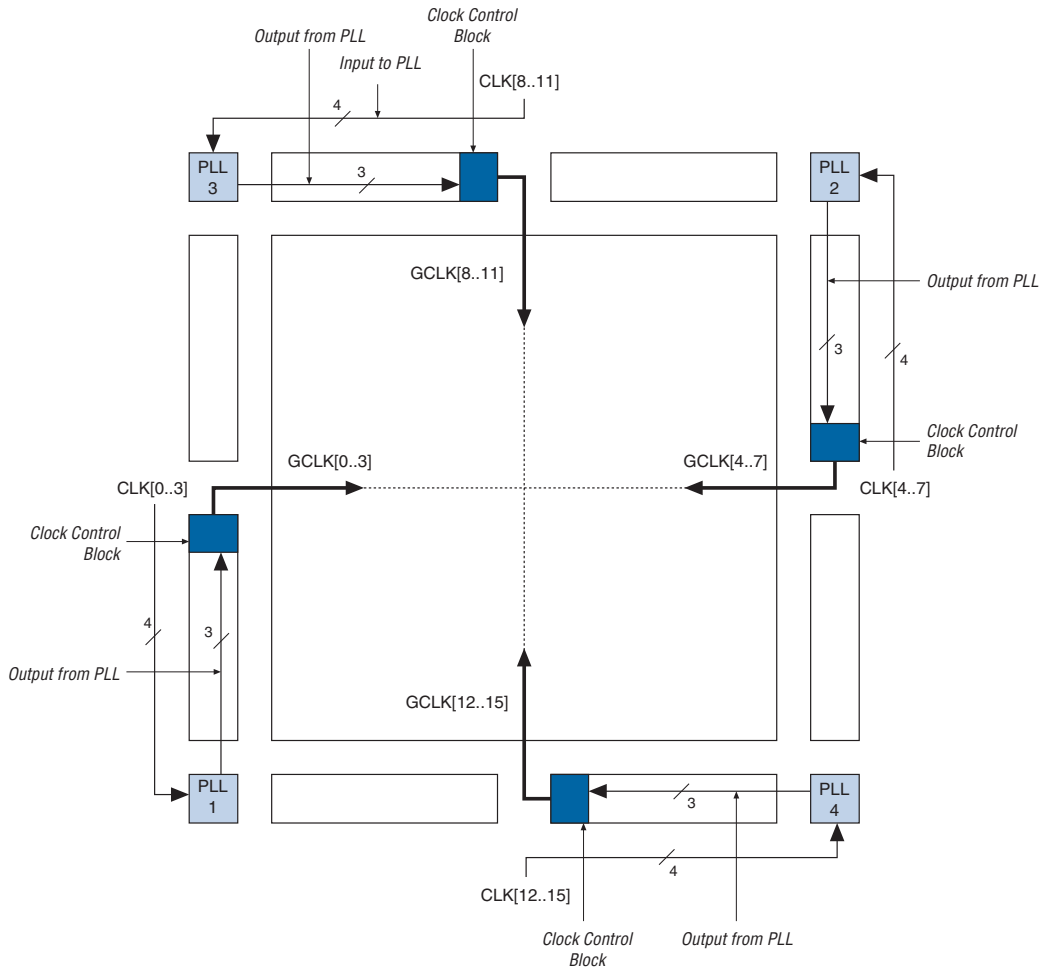 Clock Control
Block
Output from PLL
Input to PLL
CLK[8..11]
4
PLL
3
3
PLL
2
GCLK[8..11]
Output from PLL
3
4
Clock Control
Block
GCLK[0..3]
GCLK[4..7]
CLK[0..3]
CLK[4..7]
Clock Control
Block
4
3
Output from PLL
GCLK[12..15]
PLL
1
3
PLL
4
4
CLK[12..15]
Clock Control
Block
Output from PLL